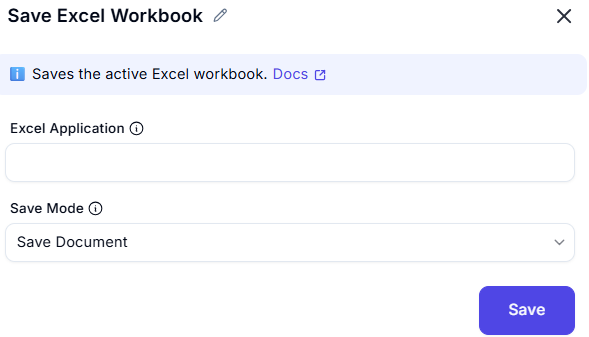 Save Excel Workbook
Saves the active Excel workbook. Docs
Excel Application
Save Mode
Save Document
Save